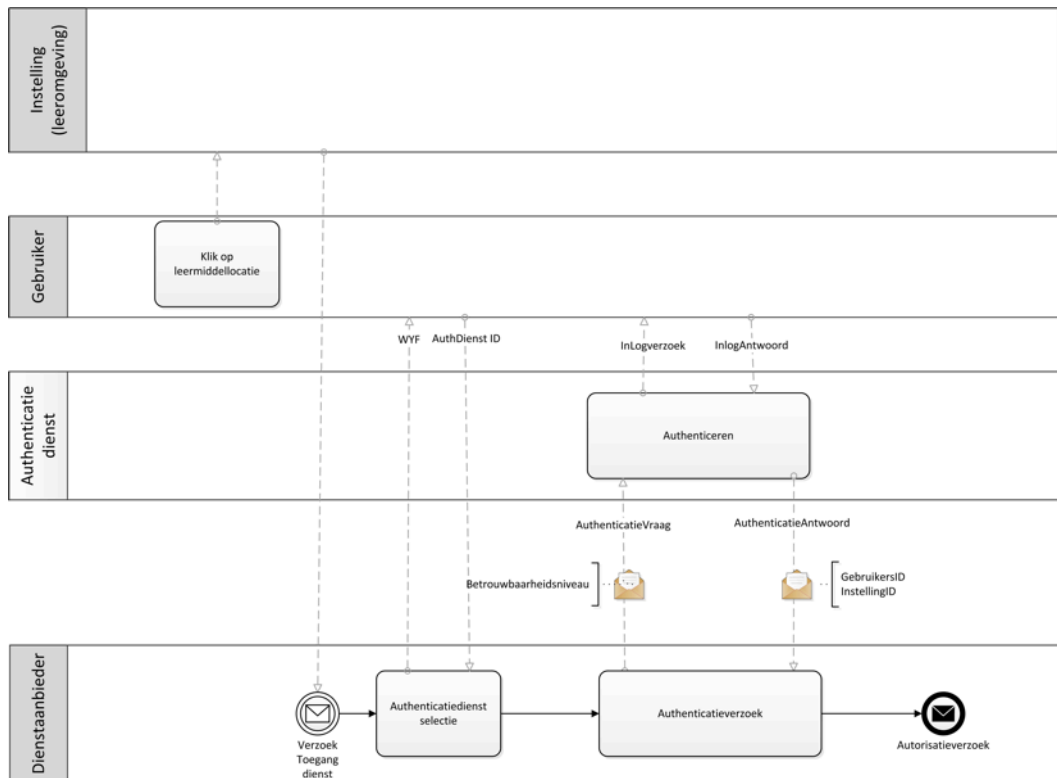 Instelling
(leeromgeving)
Gebruiker
Klik op
leermiddellocatie
WYF
AuthDienst ID
InLogverzoek
InlogAntwoord
Authenticatie
dienst
Authenticeren
AuthenticatieVraag
AuthenticatieAntwoord
Betrouwbaarheidsniveau
GebruikersID
InstellingID
Dienstaanbieder
Verzoek
Toegang
dienst
Authenticatiedienst
selectie
Authenticatieverzoek
Autorisatieverzoek